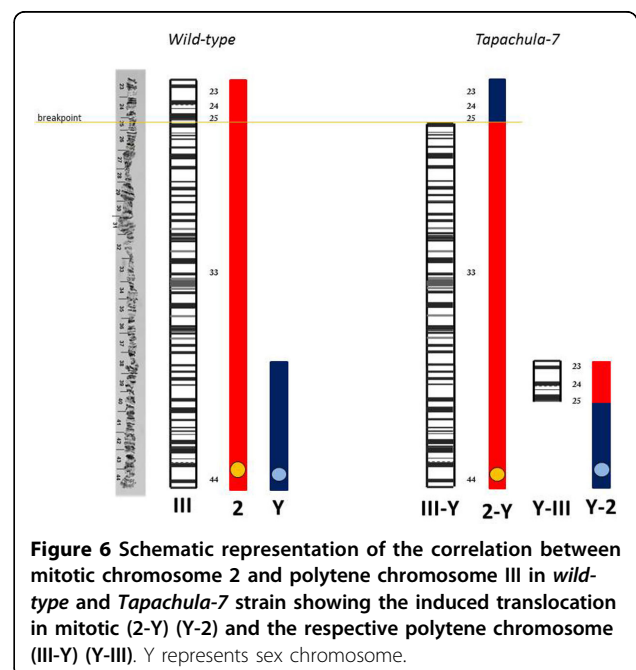 Wild-type Tapachula-7
23 23
24 24
breakpoint 25 25
33 33
23
24
25
44 44
III 2 Y III-Y 2-Y Y-III Y-2
Figure 6 Schematic representation of the correlation between
mitotic chromosome 2 and polytene chromosome III in wild-
type and Tapachula-7 strain showing the induced translocation
in mitotic (2-Y) (Y-2) and the respective polytene chromosome
(III-Y) (Y-III). Y represents sex chromosome.